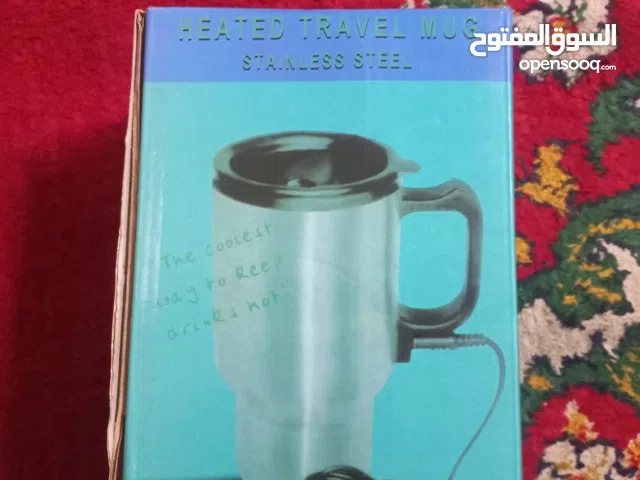 HEATED TRAVEL MUG
STAINLESS STEEL
السوق المفتوح
opensooq.com
"The coolest
way to keep
drinks hot"